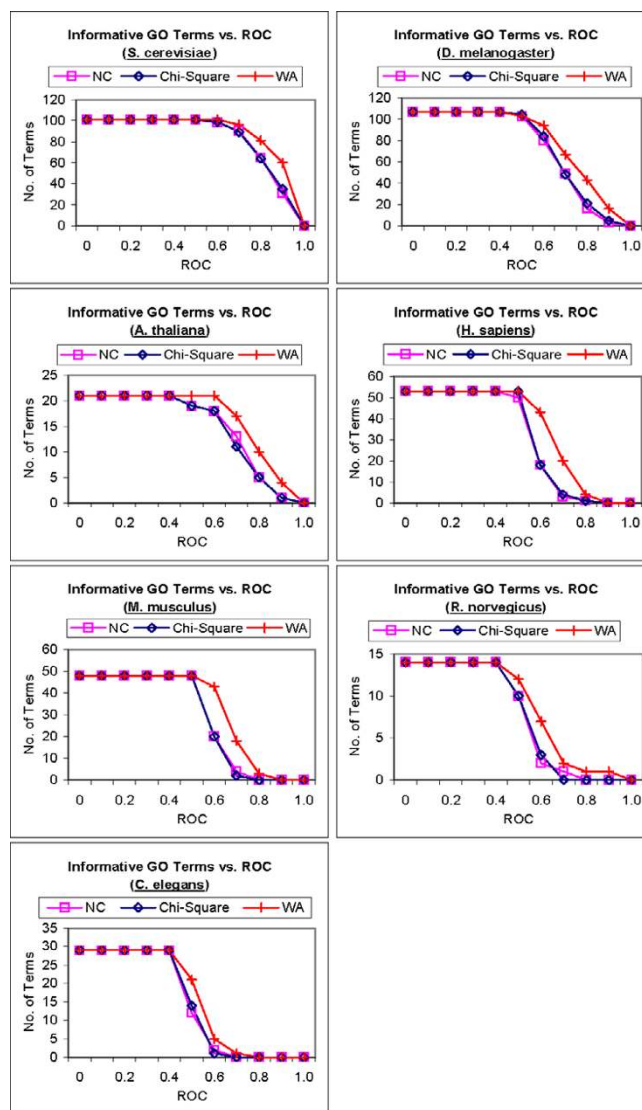 Informative GO Terms vs. ROC
(S. cerevisiae)
NC Chi-Square WA
No. of Terms
120
100
80
60
40
20
0
0 0.2 0.4 0.6 0.8 1.0
ROC
Informative GO Terms vs. ROC
(D. melanogaster)
NC Chi-Square WA
No. of Terms
120
100
80
60
40
20
0
0 0.2 0.4 0.6 0.8 1.0
ROC
Informative GO Terms vs. ROC
(A. thaliana)
NC Chi-Square WA
No. of Terms
25
20
15
10
5
0
0 0.2 0.4 0.6 0.8 1.0
ROC
Informative GO Terms vs. ROC
(H. sapiens)
NC Chi-Square WA
No. of Terms
60
50
40
30
20
10
0
0 0.2 0.4 0.6 0.8 1.0
ROC
Informative GO Terms vs. ROC
(M. musculus)
NC Chi-Square WA
No. of Terms
60
50
40
30
20
10
0
0 0.2 0.4 0.6 0.8 1.0
ROC
Informative GO Terms vs. ROC
(R. norvegicus)
NC Chi-Square WA
No. of Terms
15
10
5
0
0 0.2 0.4 0.6 0.8 1.0
ROC
Informative GO Terms vs. ROC
(C. elegans)
NC Chi-Square WA
No. of Terms
35
30
25
20
15
10
5
0
0 0.2 0.4 0.6 0.8 1.0
ROC